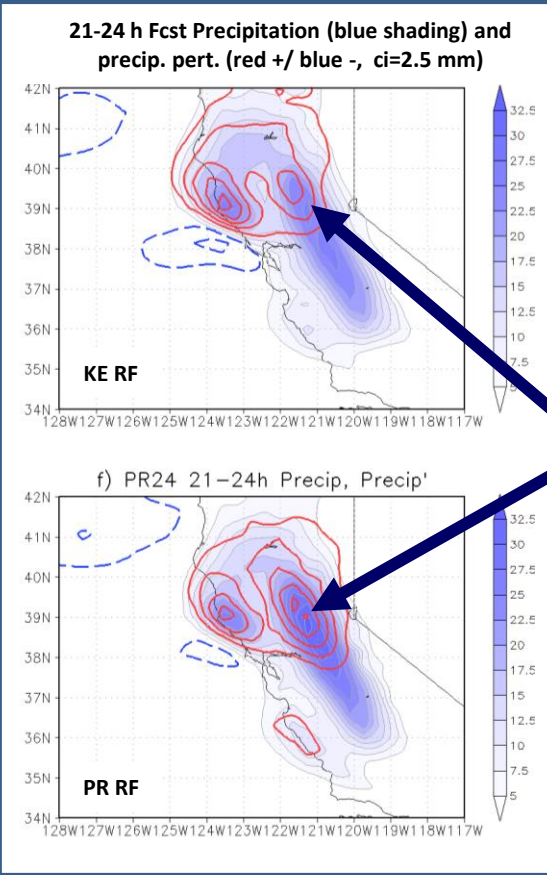 21-24 h Fcst Precipitation (blue shading) and
precip. pert. (red +/ blue -, ci=2.5 mm)
42N
41N
40N
39N
38N
37N
36N
35N
34N
KE RF
128W127W126W125W124W123W122W121W120W119W118W117W
32.5
30
27.5
25
22.5
20
17.5
15
12.5
10
7.5
5
f) PR24 21-24h Precip, Precip'
42N
41N
40N
39N
38N
37N
36N
35N
34N
PR RF
128W127W126W125W124W123W122W121W120W119W118W117W
32.5
30
27.5
25
22.5
20
17.5
15
12.5
10
7.5
5